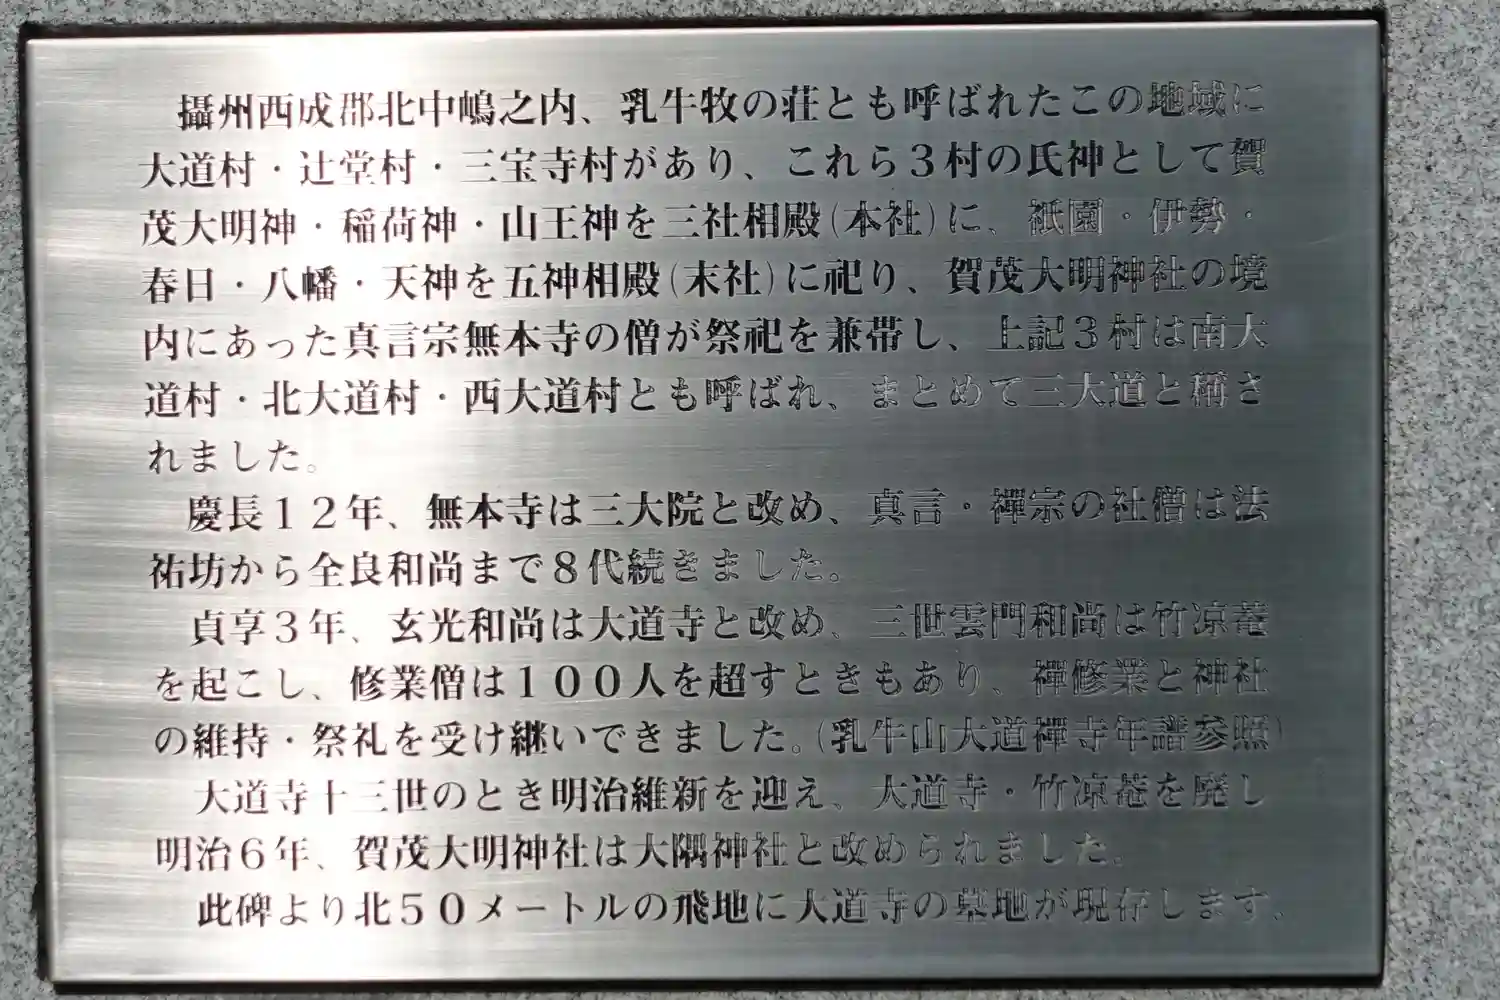 攝州西成郡北中嶋之内、乳牛牧の荘とも呼ばれたこの地域に
大道村・辻堂村・三宝寺村があり、これら３村の氏神として賀
茂大明神・稲荷神・山王神を三社相殿(本社)に、祇園・伊勢・
春日・八幡・天神を五神相殿(末社)に祀り、賀茂大明神社の境
内にあった真言宗無本寺の僧が祭祀を兼帯し、上記３村は南大
道村・北大道村・西大道村とも呼ばれ、まとめて三大道と称さ
れました。
慶長１２年、無本寺は三大院と改め、真言・禪宗の社僧は法
祐坊から全良和尚まで８代続きました。
貞享３年、玄光和尚は大道寺と改め、三世雲門和尚は竹凉菴
を起こし、修業僧は１００人を超すときもあり、禪修業と神社
の維持・祭礼を受け継いできました。(乳牛山大道禪寺年譜参照)
大道寺十三世のとき明治維新を迎え、大道寺・竹凉菴を廃し
明治６年、賀茂大明神社は大隅神社と改められました。
此碑より北５０メートルの飛地に大道寺の墓地が現存します。